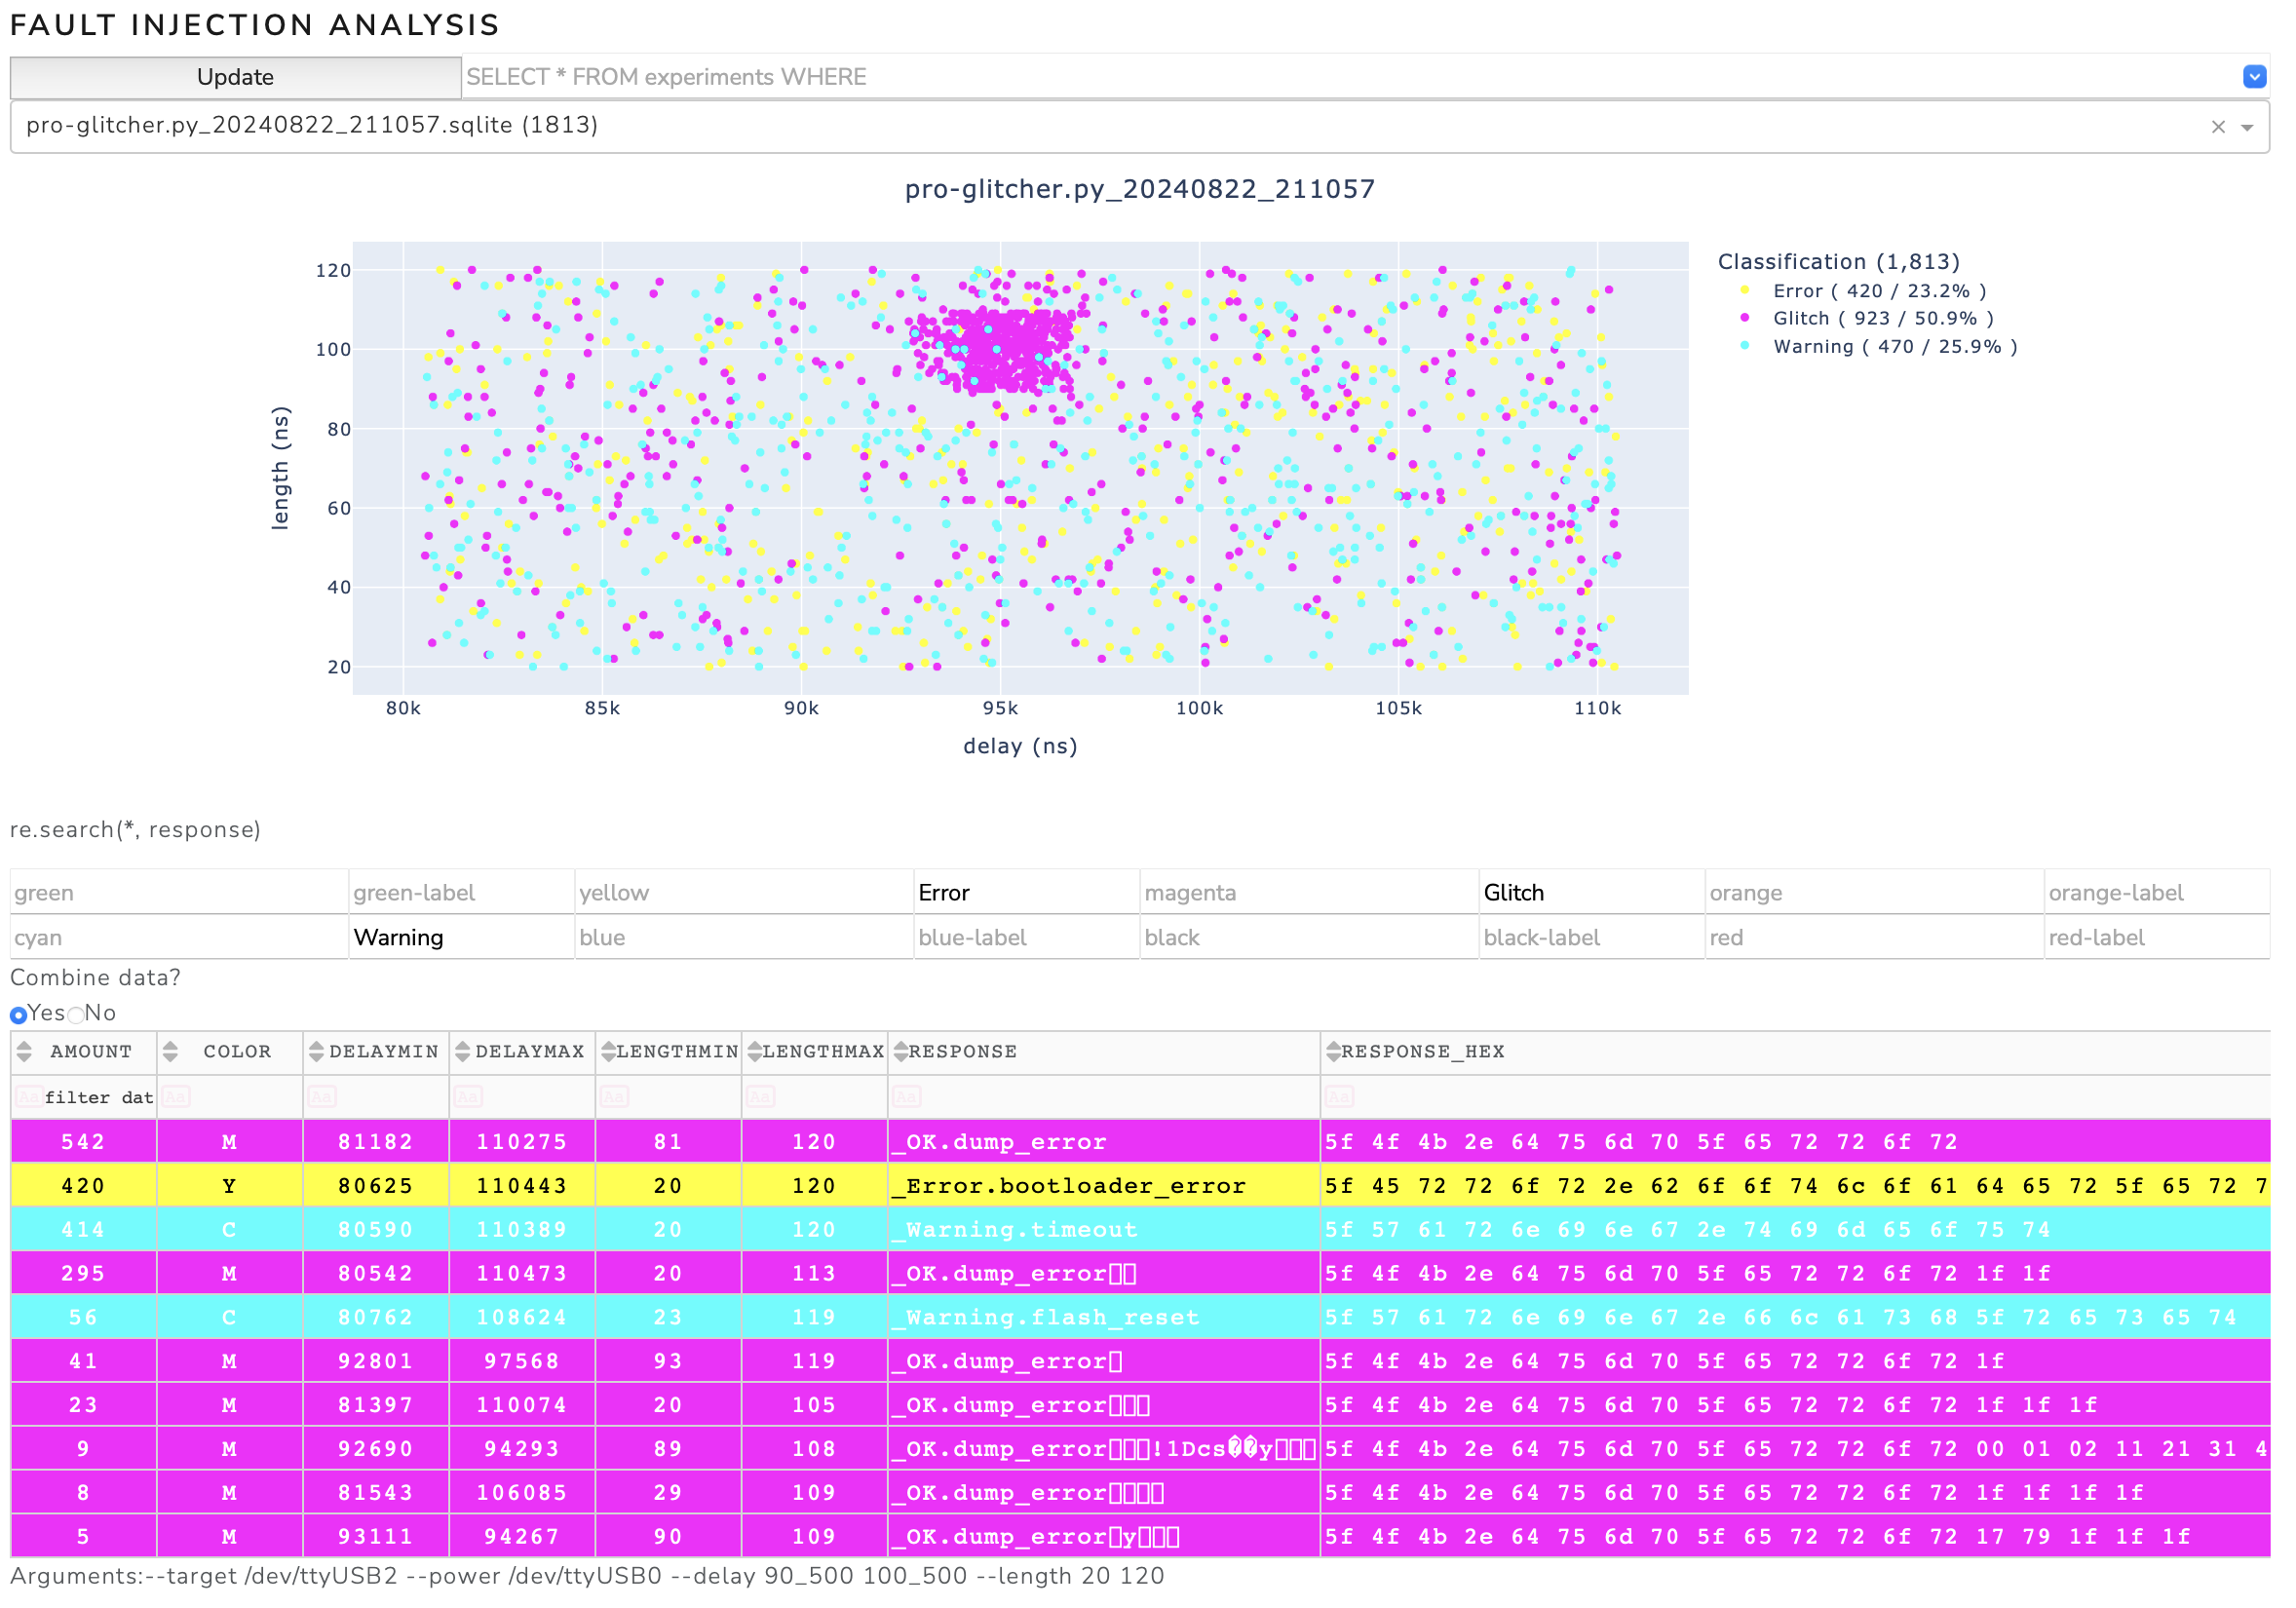 FAULT INJECTION ANALYSIS
Update SELECT * FROM experiments WHERE
pro-glitcher.py_20240822_211057.sqlite (1813)
pro-glitcher.py_20240822_211057
Classification (1,813)
Error ( 420 / 23.2% )
Glitch ( 923 / 50.9% )
Warning ( 470 / 25.9% )
length (ns)
120
100
80
60
40
20
80k 85k 90k 95k 100k 105k 110k
delay (ns)
re.search(*, response)
green green-label yellow Error magenta Glitch orange orange-label
cyan Warning blue blue-label black black-label red red-label
Combine data?
Yes No
AMOUNT COLOR DELAYMIN DELAYMAX LENGTHMIN LENGTHMAX RESPONSE RESPONSE_HEX
Aa filter dat Aa Aa Aa Aa Aa Aa Aa
542 M 81182 110275 81 120 _OK.dump_error 5f 4f 4b 2e 64 75 6d 70 5f 65 72 72 6f 72
420 Y 80625 110443 20 120 _Error.bootloader_error 5f 45 72 72 6f 72 2e 62 6f 6f 74 6c 6f 61 64 65 72 5f 65 72 7
414 C 80590 110389 20 120 _Warning.timeout 5f 57 61 72 6e 69 6e 67 2e 74 69 6d 65 6f 75 74
295 M 80542 110473 20 113 _OK.dump_error▯▯ 5f 4f 4b 2e 64 75 6d 70 5f 65 72 72 6f 72 1f 1f
56 C 80762 108624 23 119 _Warning.flash_reset 5f 57 61 72 6e 69 6e 67 2e 66 6c 61 73 68 5f 72 65 73 65 74
41 M 92801 97568 93 119 _OK.dump_error▯ 5f 4f 4b 2e 64 75 6d 70 5f 65 72 72 6f 72 1f
23 M 81397 110074 20 105 _OK.dump_error▯▯▯ 5f 4f 4b 2e 64 75 6d 70 5f 65 72 72 6f 72 1f 1f 1f
9 M 92690 94293 89 108 _OK.dump_error▯▯▯!1Dcs��y▯▯▯ 5f 4f 4b 2e 64 75 6d 70 5f 65 72 72 6f 72 00 01 02 11 21 31 4
8 M 81543 106085 29 109 _OK.dump_error▯▯▯▯ 5f 4f 4b 2e 64 75 6d 70 5f 65 72 72 6f 72 1f 1f 1f 1f
5 M 93111 94267 90 109 _OK.dump_error▯y▯▯▯ 5f 4f 4b 2e 64 75 6d 70 5f 65 72 72 6f 72 17 79 1f 1f 1f
Arguments:--target /dev/ttyUSB2 --power /dev/ttyUSB0 --delay 90_500 100_500 --length 20 120